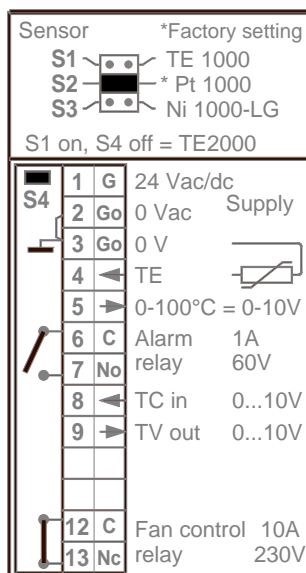 Sensor *Factory setting
S1 TE 1000
S2 * Pt 1000
S3 Ni 1000-LG
S1 on, S4 off = TE2000
S4
1 G 24 Vac/dc
Supply
2 Go 0 Vac
3 Go 0 V
4 TE
5 0-100°C = 0-10V
6 C Alarm 1A
7 No relay 60V
8 TC in 0...10V
9 TV out 0...10V
12 C Fan control 10A
13 Nc relay 230V